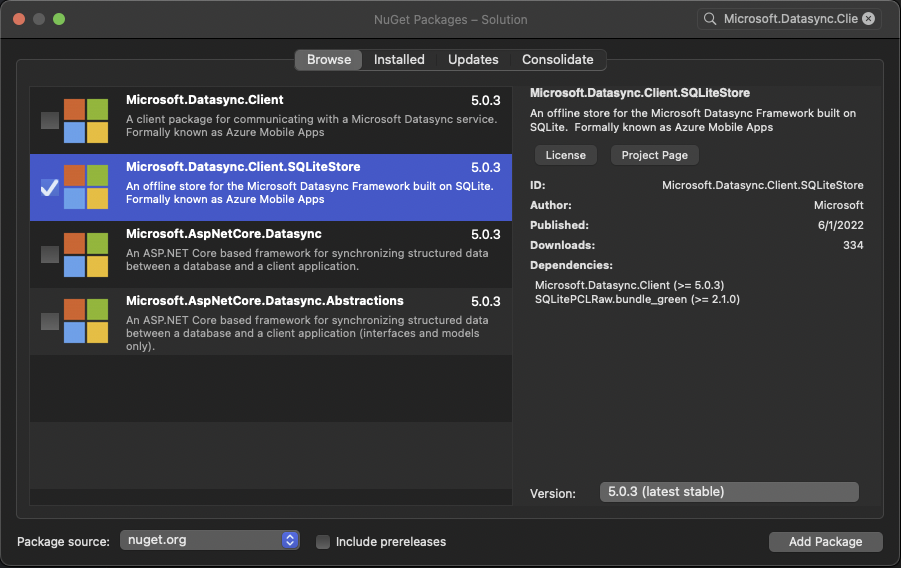 NuGet Packages – Solution
Microsoft.Datasync.Clie
Browse
Installed
Updates
Consolidate
Microsoft.Datasync.Client
5.0.3
A client package for communicating with a Microsoft Datasync service.
Formally known as Azure Mobile Apps
Microsoft.Datasync.Client.SQLiteStore
5.0.3
An offline store for the Microsoft Datasync Framework built on SQLite.
Formally known as Azure Mobile Apps
Microsoft.AspNetCore.Datasync
5.0.3
An ASP.NET Core based framework for synchronizing structured data
between a database and a client application.
Microsoft.AspNetCore.Datasync.Abstractions
5.0.3
An ASP.NET Core based framework for synchronizing structured data
between a database and a client application (interfaces and models
only).
Microsoft.Datasync.Client.SQLiteStore
An offline store for the Microsoft Datasync Framework built on
SQLite. Formally known as Azure Mobile Apps
License
Project Page
ID:
Microsoft.Datasync.Client.SQLiteStore
Author:
Microsoft
Published:
6/1/2022
Downloads:
334
Dependencies:
Microsoft.Datasync.Client (>= 5.0.3)
SQLitePCLRaw.bundle_green (>= 2.1.0)
Version:
5.0.3 (latest stable)
Package source:
nuget.org
Include prereleases
Add Package